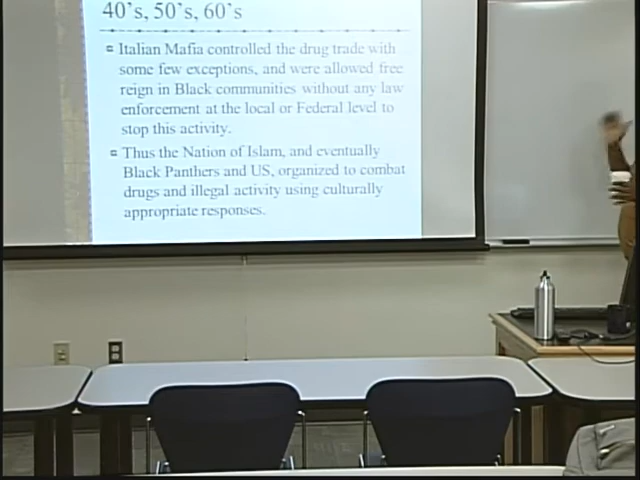 40's, 50's, 60's
Italian Mafia controlled the drug trade with
some few exceptions, and were allowed free
reign in Black communities without any law
enforcement at the local or Federal level to
stop this activity.
Thus the Nation of Islam, and eventually
Black Panthers and US, organized to combat
drugs and illegal activity using culturally
appropriate responses.